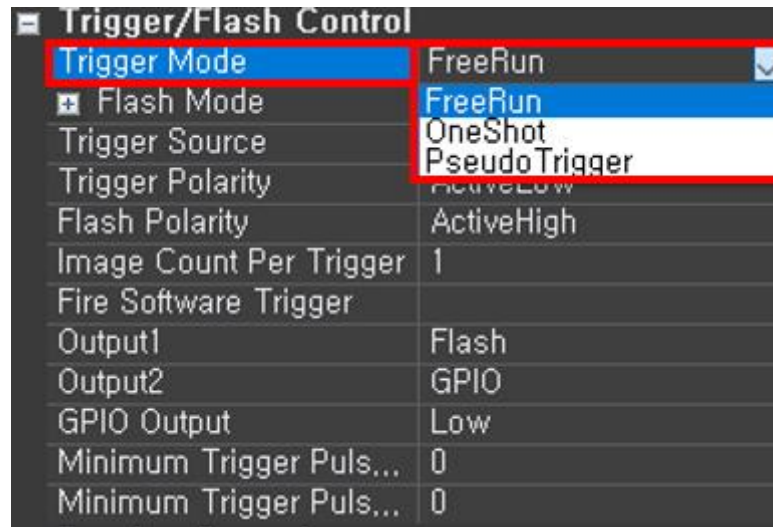 Trigger/Flash Control
Trigger Mode FreeRun
Flash Mode FreeRun
OneShot
Trigger Source PseudoTrigger
Trigger Polarity ActiveLow
Flash Polarity ActiveHigh
Image Count Per Trigger 1
Fire Software Trigger
Output1 Flash
Output2 GPIO
GPIO Output Low
Minimum Trigger Puls... 0
Minimum Trigger Puls... 0